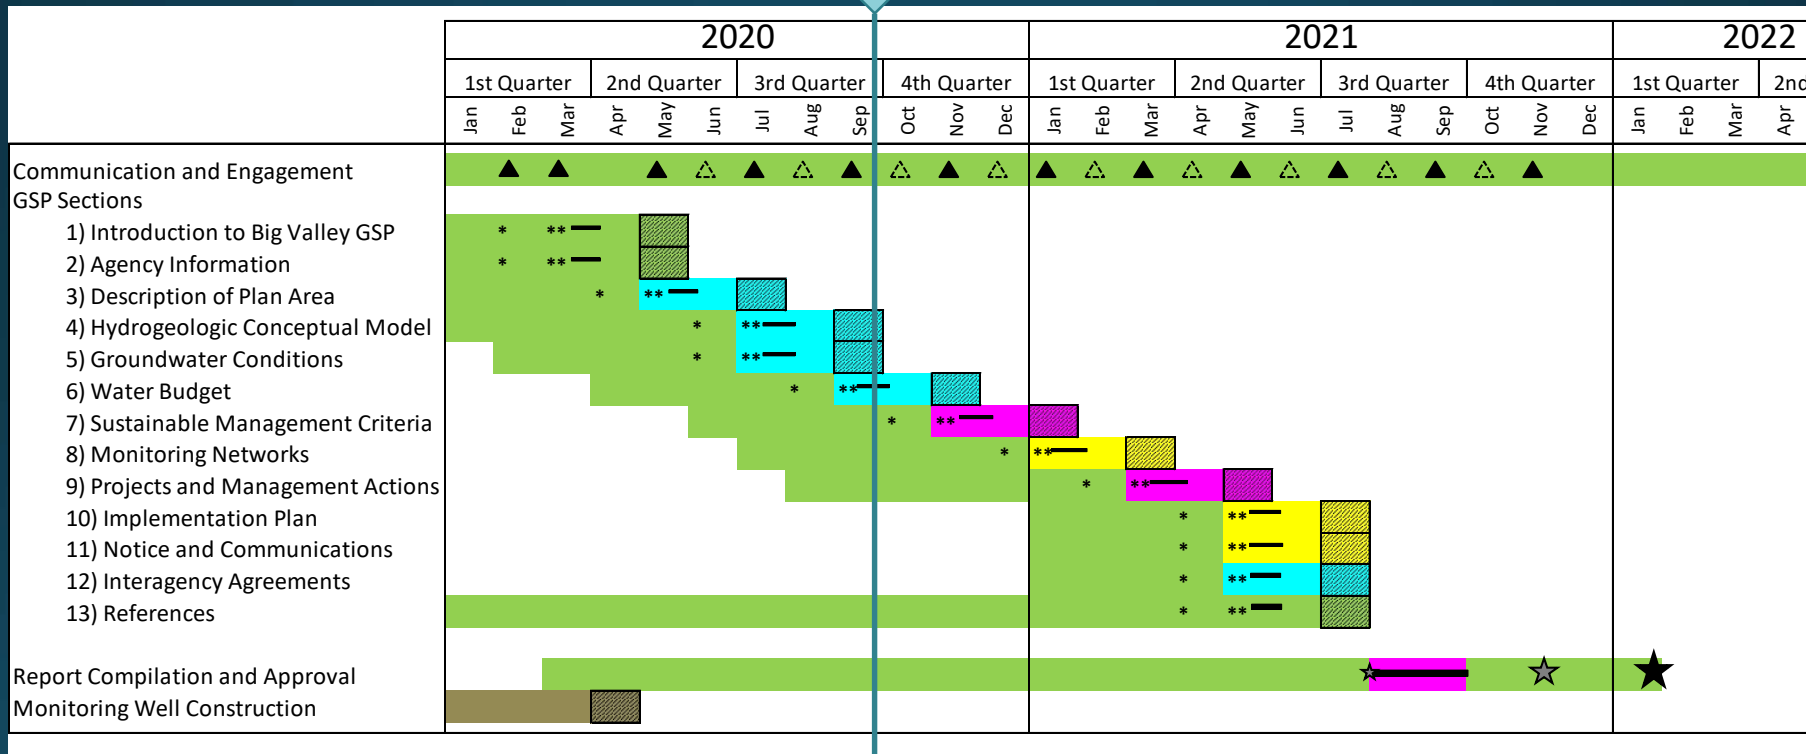 2020 2021 2022
1st Quarter 2nd Quarter 3rd Quarter 4th Quarter 1st Quarter 2nd Quarter 3rd Quarter 4th Quarter 1st Quarter 2nd
Jan Feb Mar Apr May Jun Jul Aug Sep Oct Nov Dec Jan Feb Mar Apr May Jun Jul Aug Sep Oct Nov Dec Jan Feb Mar Apr
Communication and Engagement
GSP Sections
1) Introduction to Big Valley GSP * **
2) Agency Information * **
3) Description of Plan Area * **
4) Hydrogeologic Conceptual Model * **
5) Groundwater Conditions * **
6) Water Budget * **
7) Sustainable Management Criteria * **
8) Monitoring Networks * **
9) Projects and Management Actions * **
10) Implementation Plan * **
11) Notice and Communications * **
12) Interagency Agreements * **
13) References * **
Report Compilation and Approval
Monitoring Well Construction